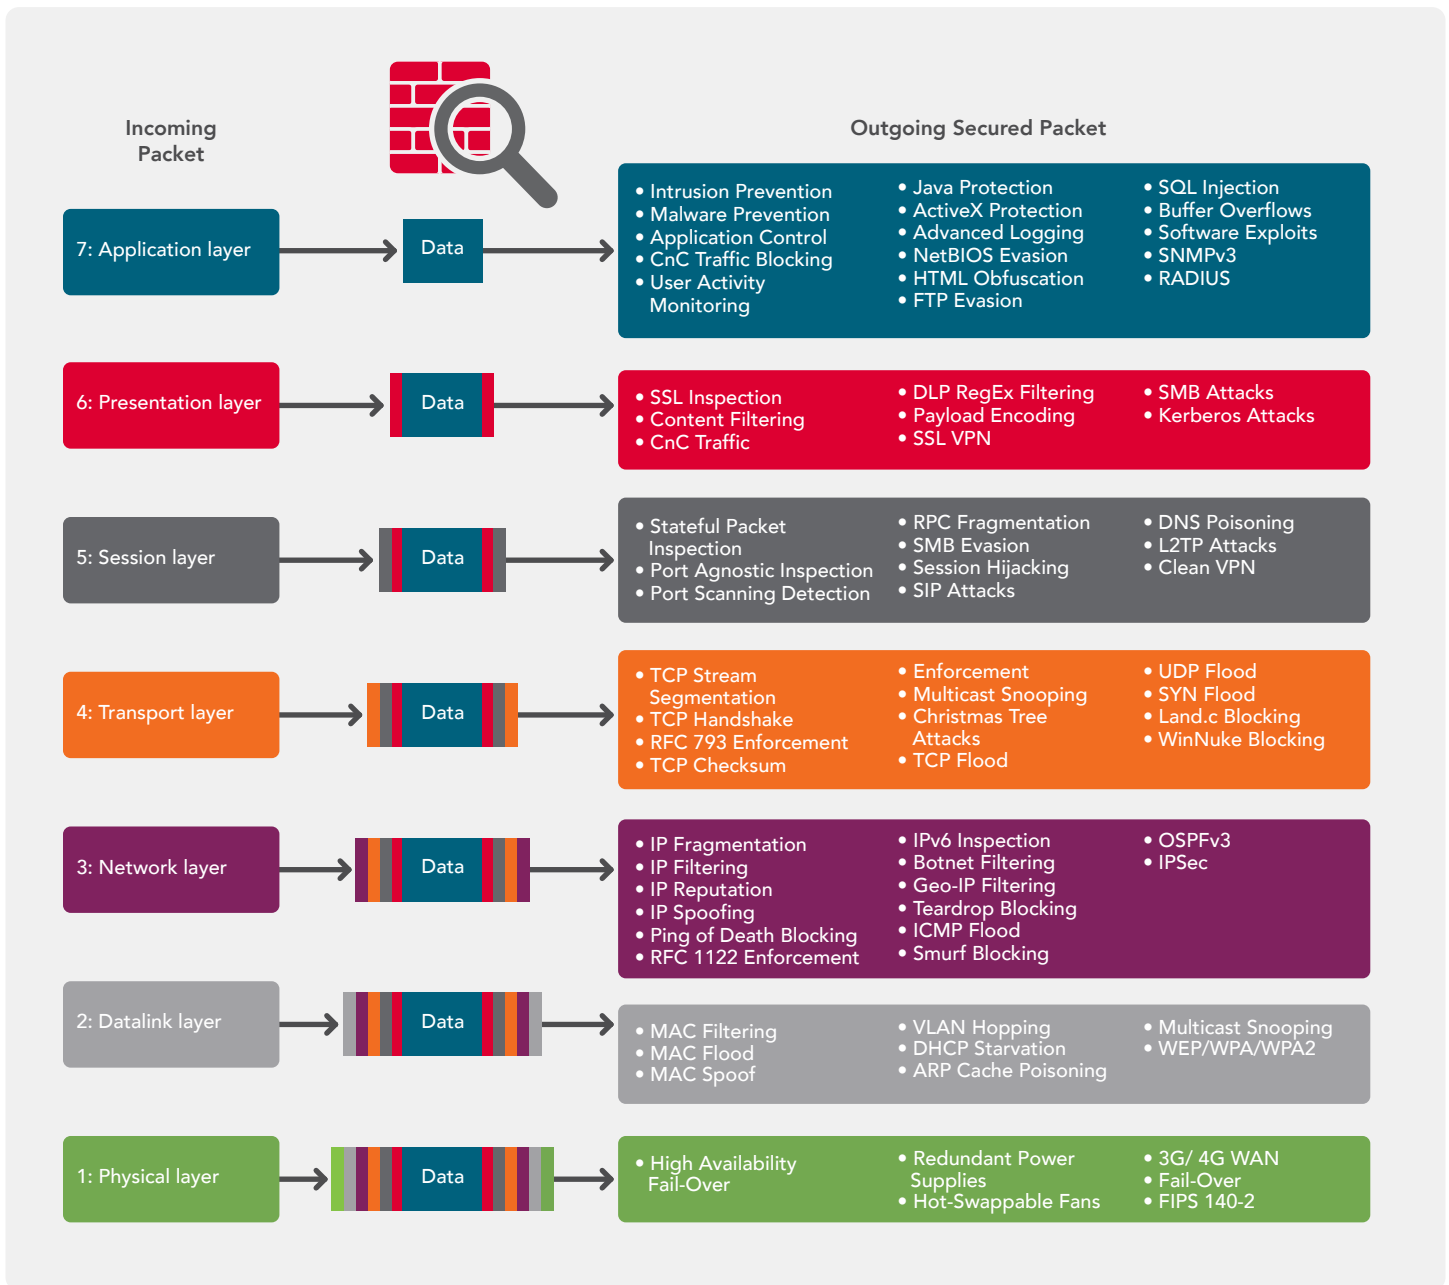 Incoming
Packet
Outgoing Secured Packet
7: Application layer
Data
• Intrusion Prevention
• Malware Prevention
• Application Control
• CnC Traffic Blocking
• User Activity
Monitoring
• Java Protection
• ActiveX Protection
• Advanced Logging
• NetBIOS Evasion
• HTML Obfuscation
• FTP Evasion
• SQL Injection
• Buffer Overflows
• Software Exploits
• SNMPv3
• RADIUS
6: Presentation layer
Data
• SSL Inspection
• Content Filtering
• CnC Traffic
• DLP RegEx Filtering
• Payload Encoding
• SSL VPN
• SMB Attacks
• Kerberos Attacks
5: Session layer
Data
• Stateful Packet
Inspection
• Port Agnostic Inspection
• Port Scanning Detection
• RPC Fragmentation
• SMB Evasion
• Session Hijacking
• SIP Attacks
• DNS Poisoning
• L2TP Attacks
• Clean VPN
4: Transport layer
Data
• TCP Stream
Segmentation
• TCP Handshake
• RFC 793 Enforcement
• TCP Checksum
• Enforcement
• Multicast Snooping
• Christmas Tree
Attacks
• TCP Flood
• UDP Flood
• SYN Flood
• Land.c Blocking
• WinNuke Blocking
3: Network layer
Data
• IP Fragmentation
• IP Filtering
• IP Reputation
• IP Spoofing
• Ping of Death Blocking
• RFC 1122 Enforcement
• IPv6 Inspection
• Botnet Filtering
• Geo-IP Filtering
• Teardrop Blocking
• ICMP Flood
• Smurf Blocking
• OSPFv3
• IPSec
2: Datalink layer
Data
• MAC Filtering
• MAC Flood
• MAC Spoof
• VLAN Hopping
• DHCP Starvation
• ARP Cache Poisoning
• Multicast Snooping
• WEP/WPA/WPA2
1: Physical layer
Data
• High Availability
Fail-Over
• Redundant Power
Supplies
• Hot-Swappable Fans
• 3G/ 4G WAN
• Fail-Over
• FIPS 140-2